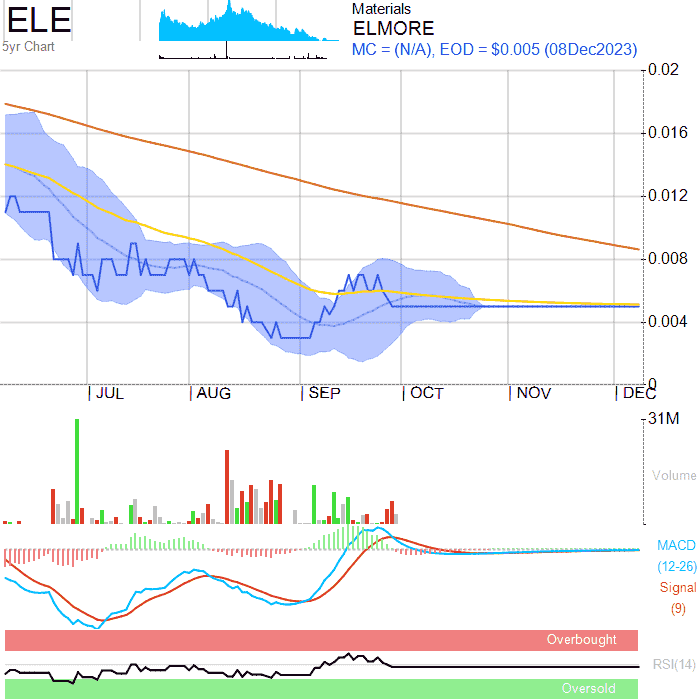 ELE
5yr Chart
Materials
ELMORE
MC = (N/A), EOD = $0.005 (08Dec2023)
0.02
0.016
0.012
0.008
0.004
0
JUL AUG SEP OCT NOV DEC
31M
Volume
MACD
(12-26)
Signal
(9)
Overbought
RSI(14)
Oversold